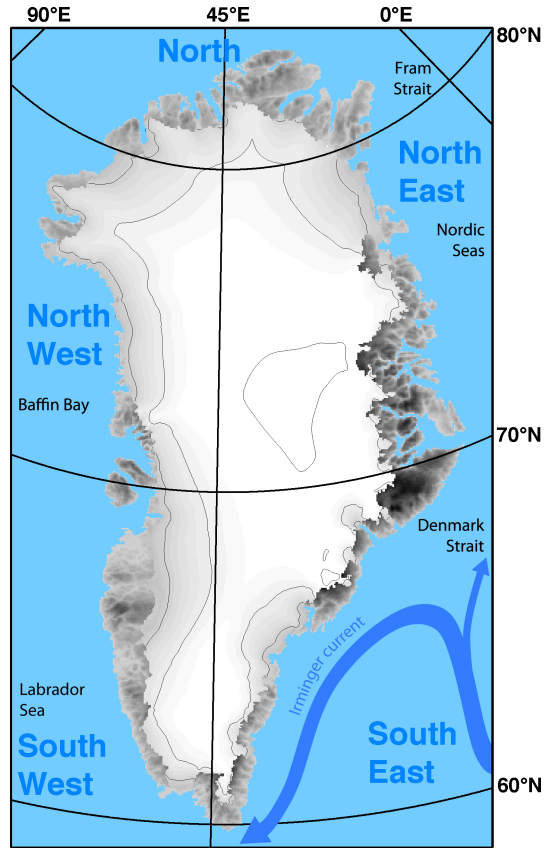 90°E 45°E 0°E
80°N
North
Fram
Strait
North
East
Nordic
Seas
North
West
Baffin Bay
70°N
Denmark
Strait
Irminger current
Labrador
Sea
South
West
South
East
60°N